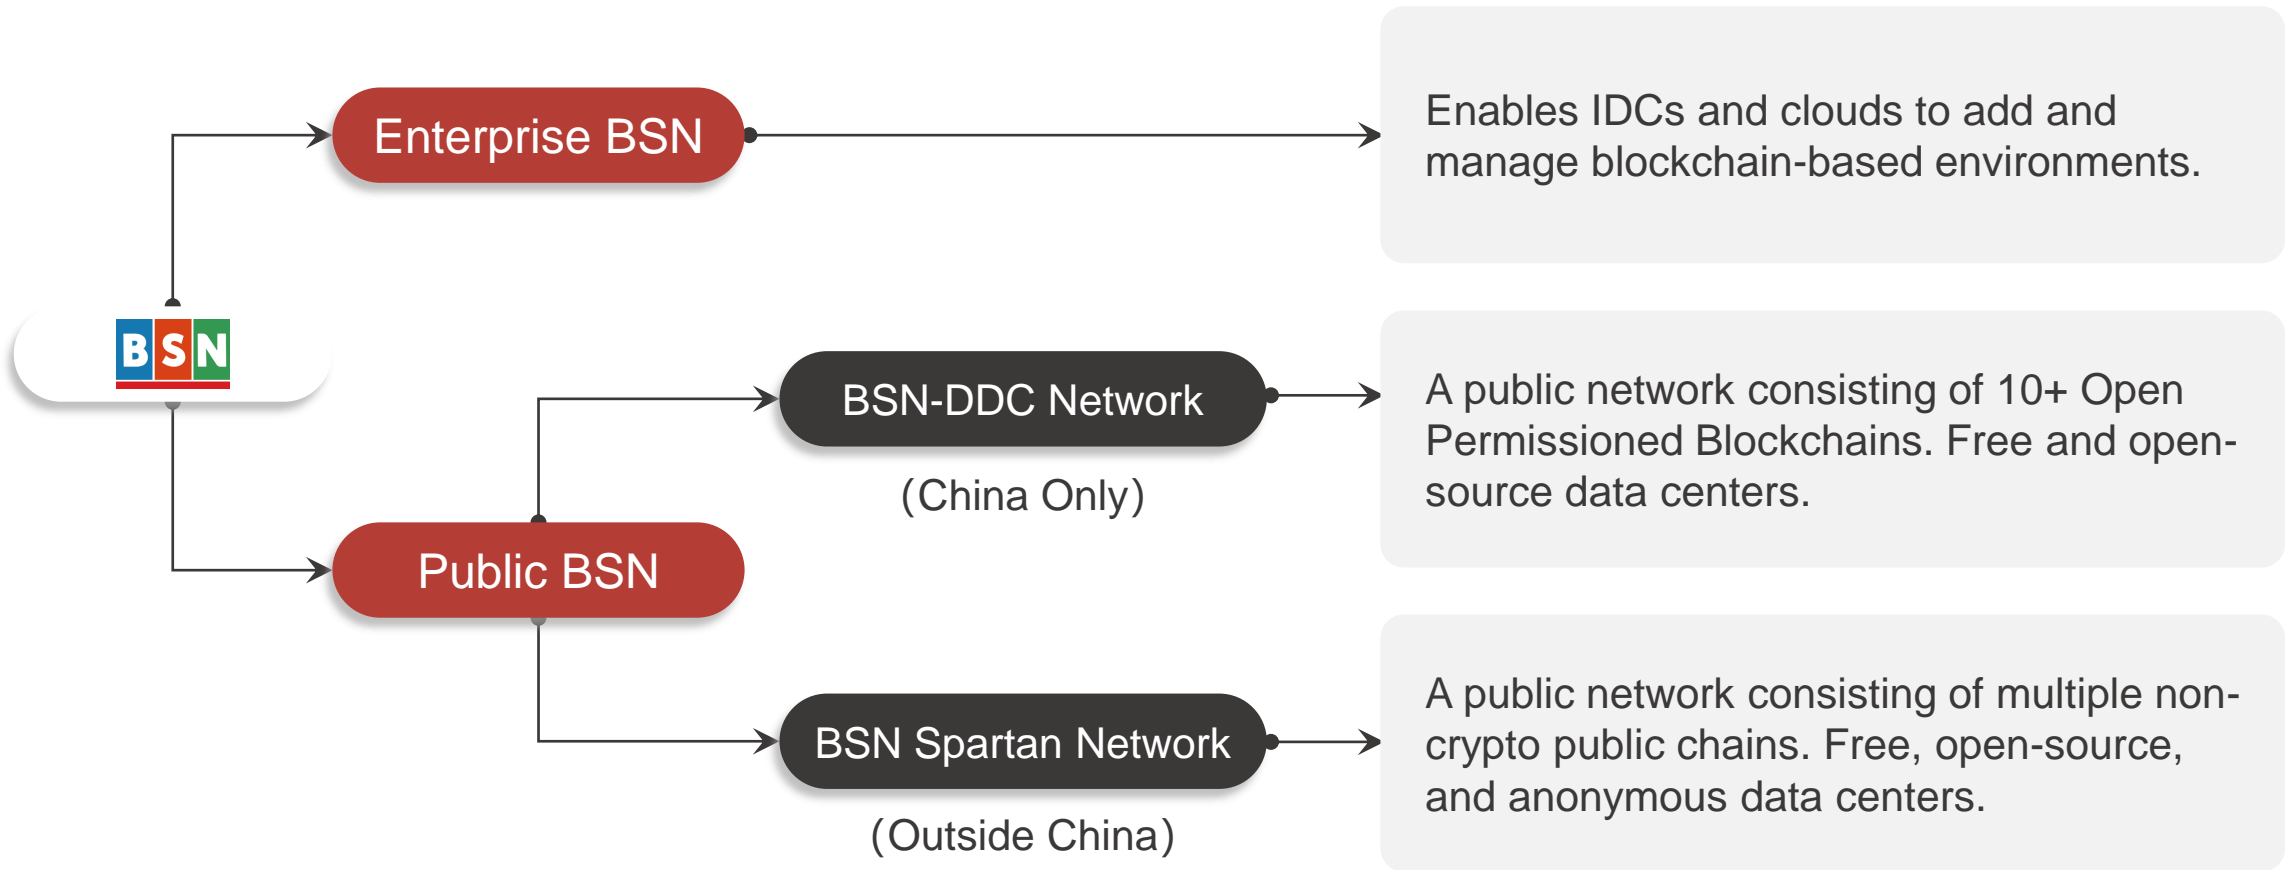 Enterprise BSN
Enables IDCs and clouds to add and
manage blockchain-based environments.
BSN
BSN-DDC Network
(China Only)
A public network consisting of 10+ Open
Permissioned Blockchains. Free and open-
source data centers.
Public BSN
BSN Spartan Network
(Outside China)
A public network consisting of multiple non-
crypto public chains. Free, open-source,
and anonymous data centers.